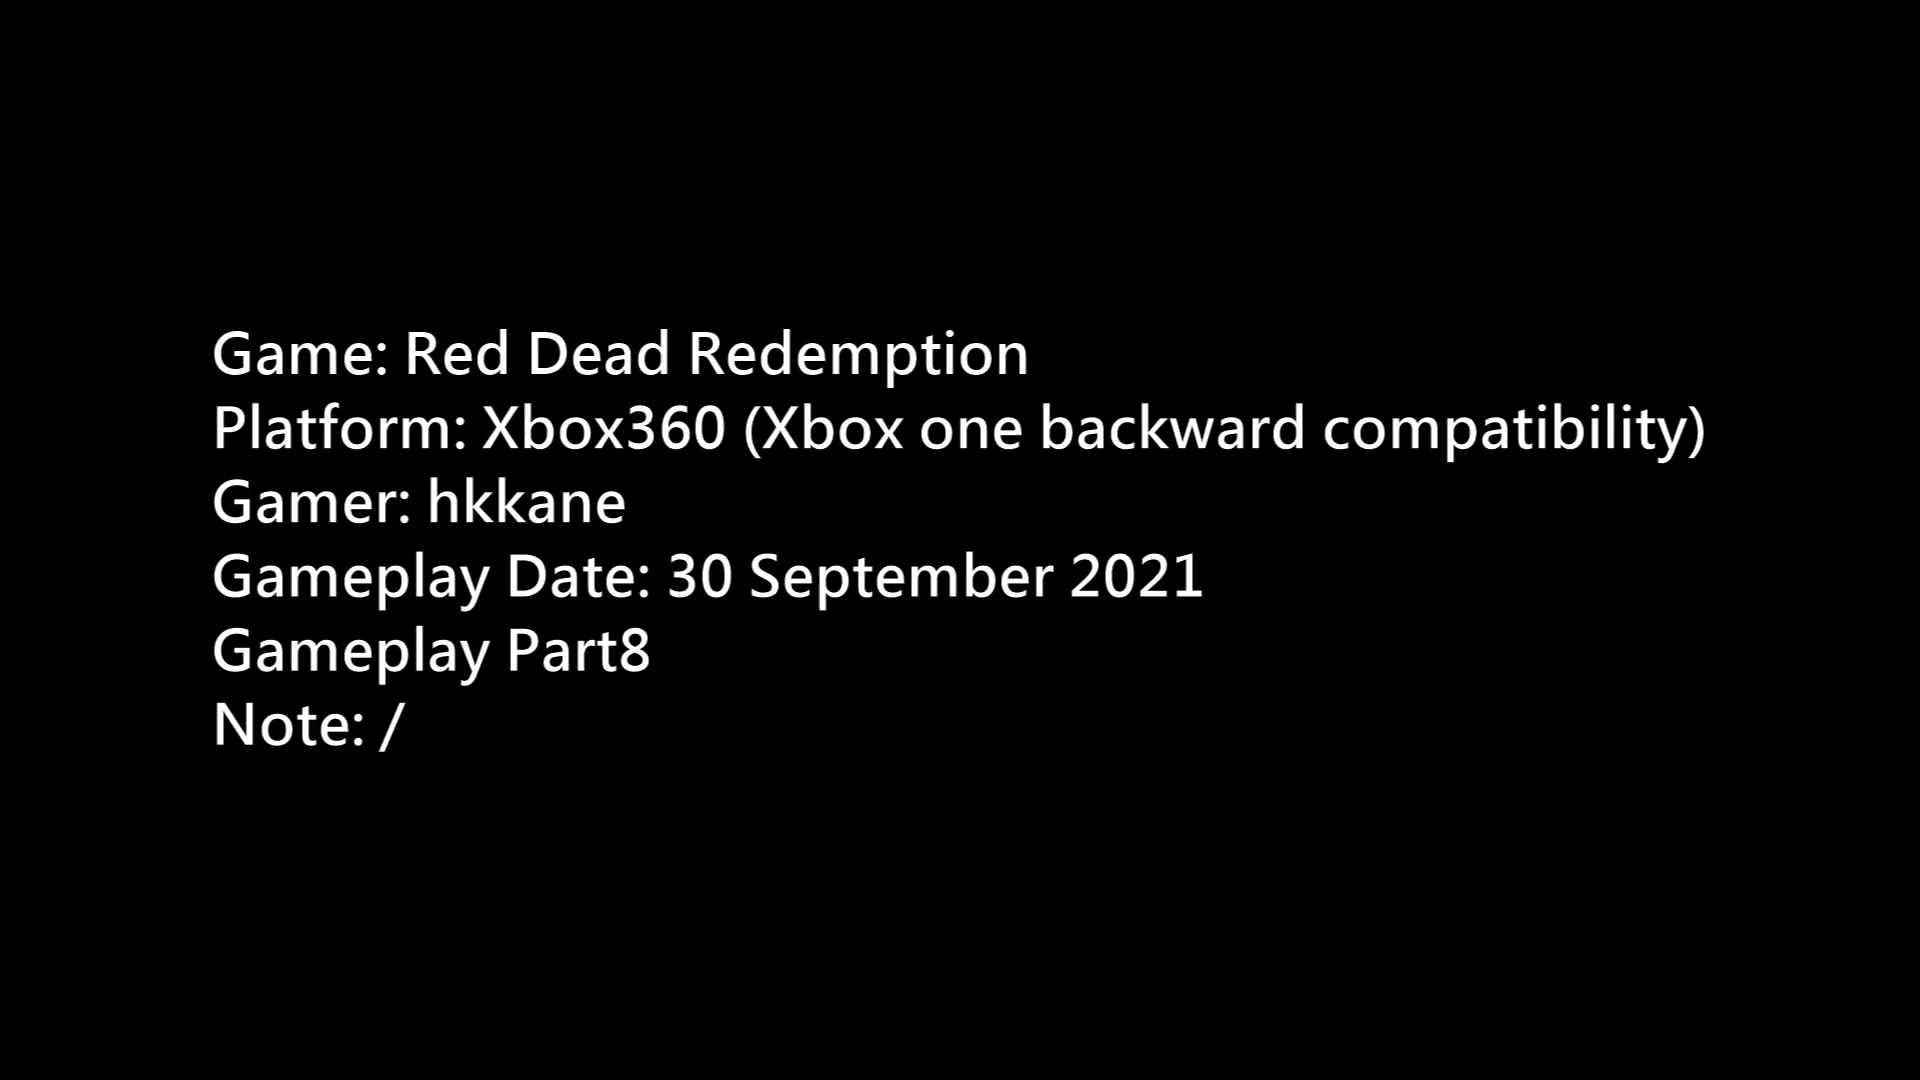 Game: Red Dead Redemption
Platform: Xbox360 (Xbox one backward compatibility)
Gamer: hkkane
Gameplay Date: 30 September 2021
Gameplay Part8
Note: /